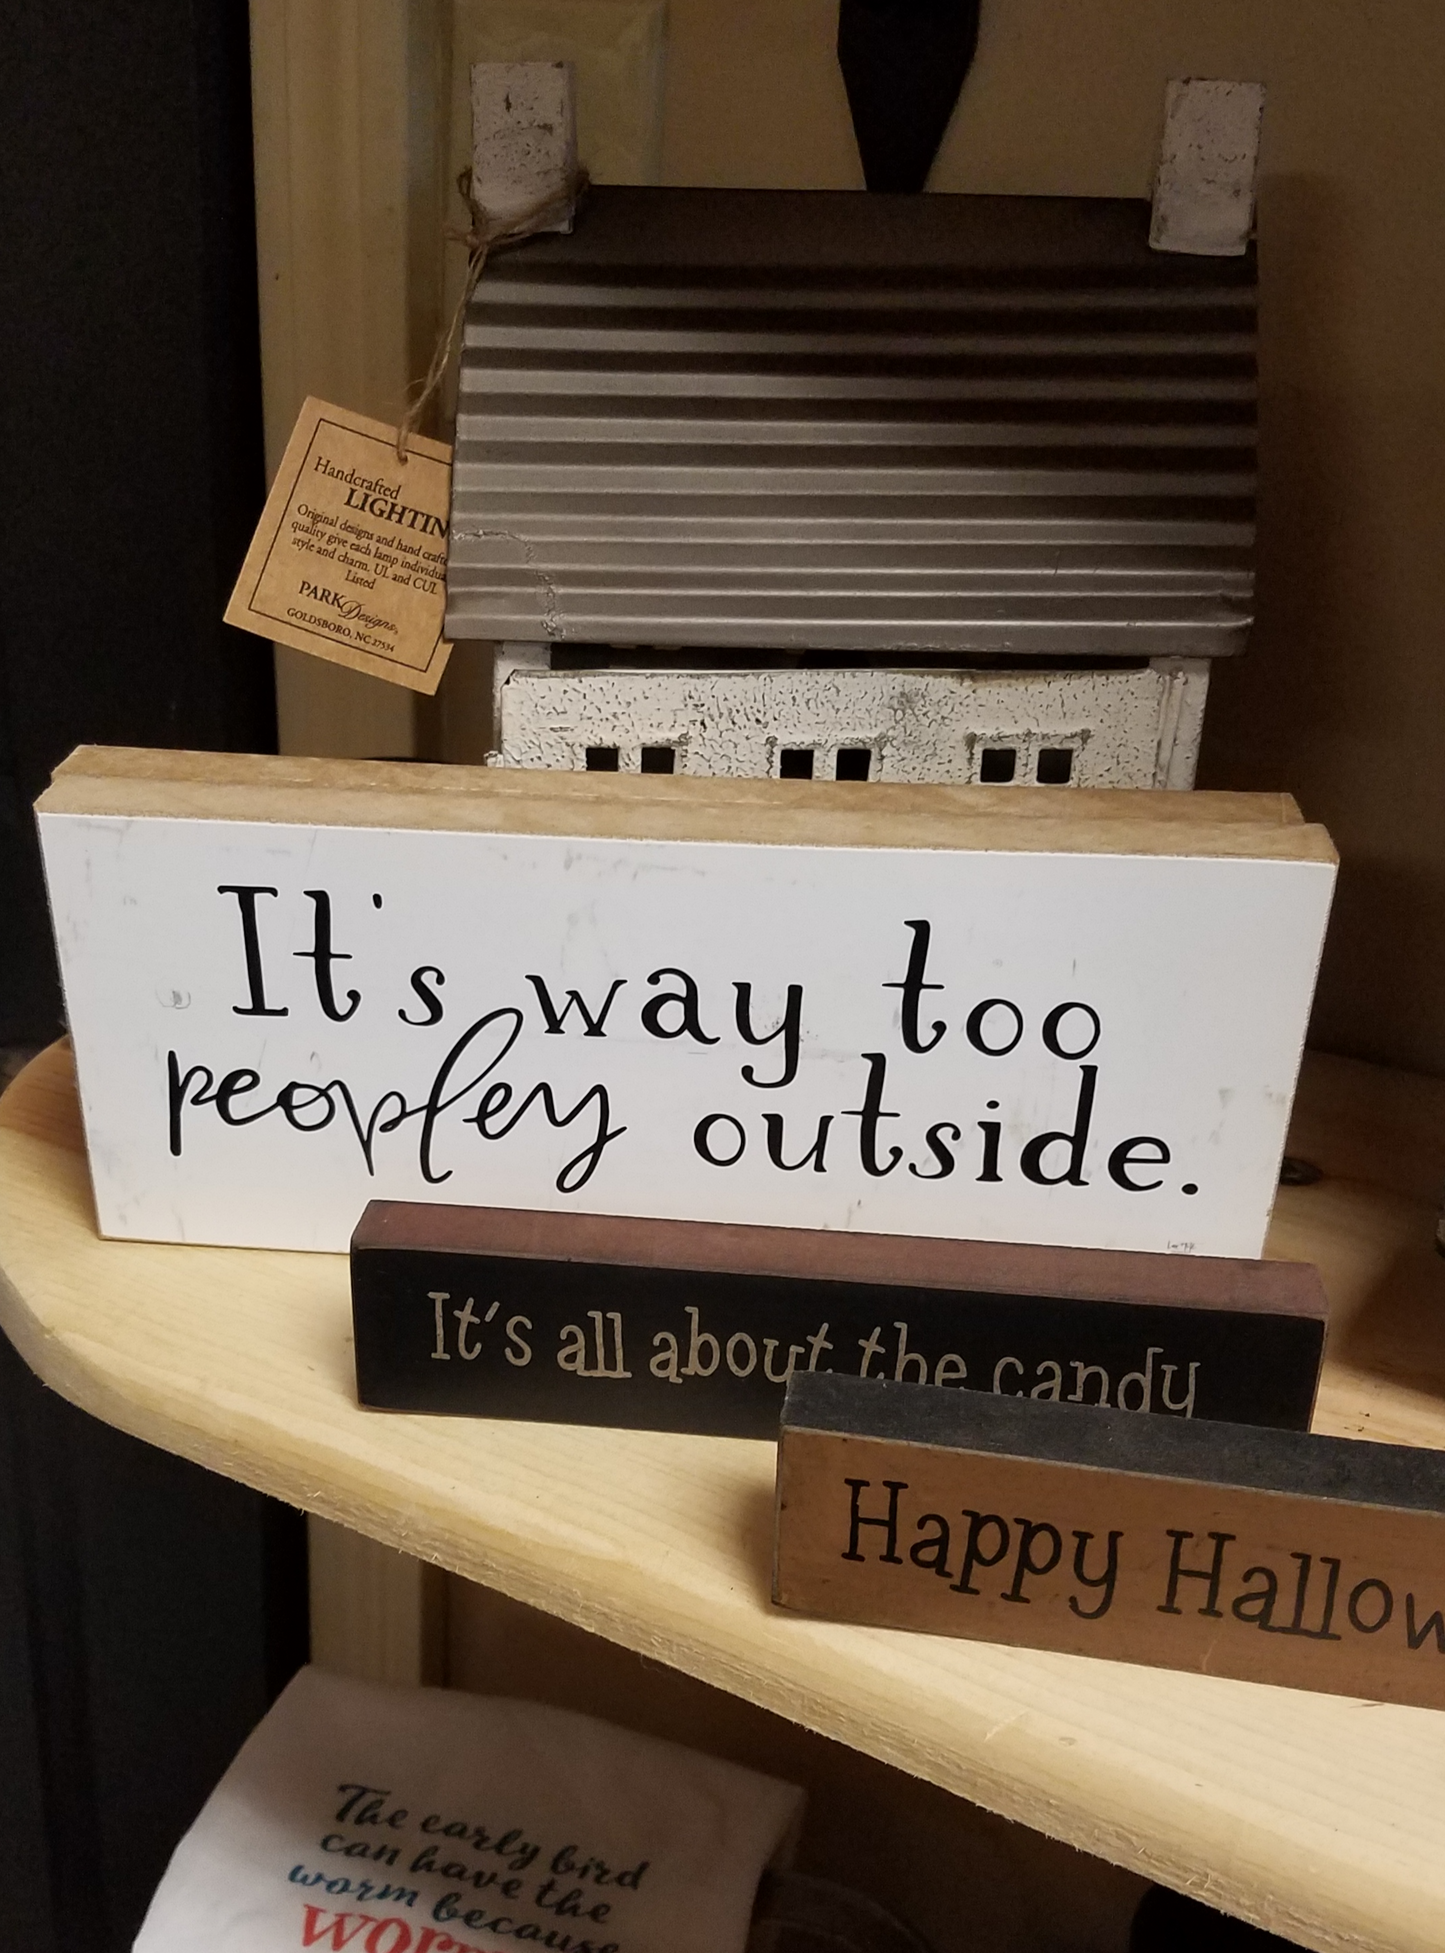 Handcrafted
LIGHTIN
Original designs and hand crafte
quality give each lamp individua
style and charm. UL and CUL
Listed
PARK Designs
GOLDSBORO, NC 27534
It's way too
peopley outside.
It's all about the candy
Happy Hallow
The early bird
can have the
worm because